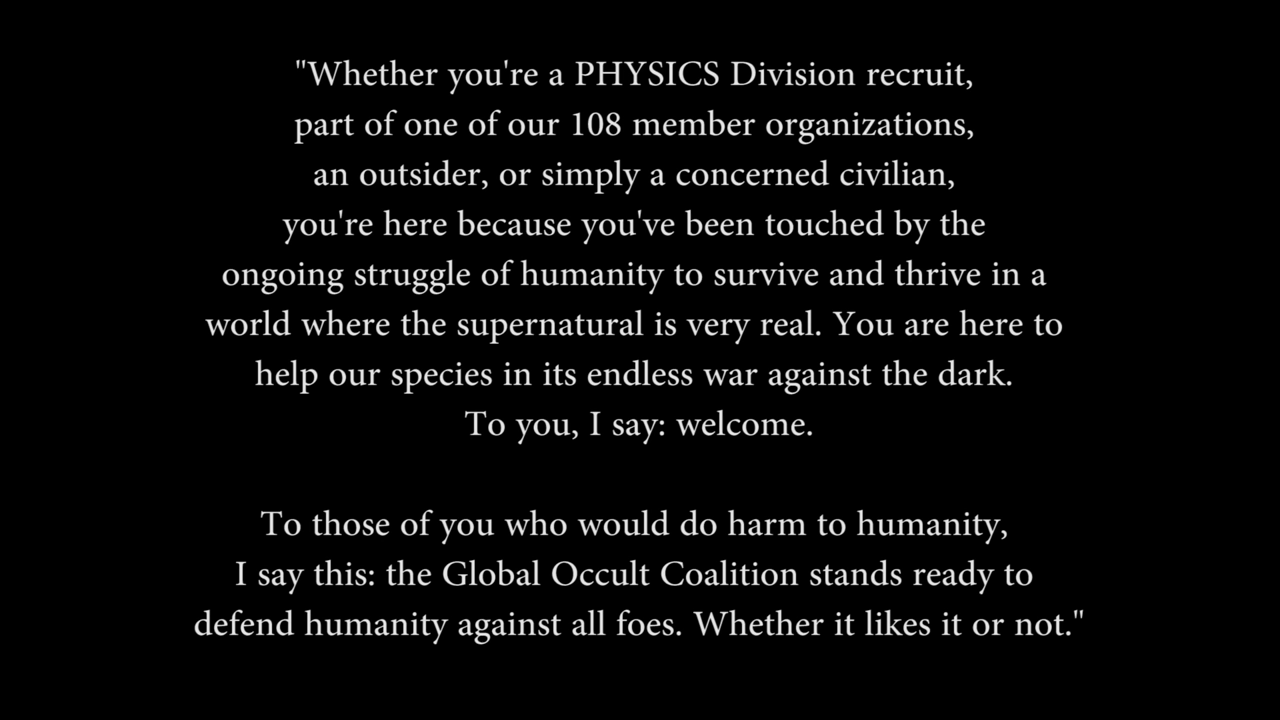 "Whether you're a PHYSICS Division recruit,
part of one of our 108 member organizations,
an outsider, or simply a concerned civilian,
you're here because you've been touched by the
ongoing struggle of humanity to survive and thrive in a
world where the supernatural is very real. You are here to
help our species in its endless war against the dark.
To you, I say: welcome.
To those of you who would do harm to humanity,
I say this: the Global Occult Coalition stands ready to
defend humanity against all foes. Whether it likes it or not."